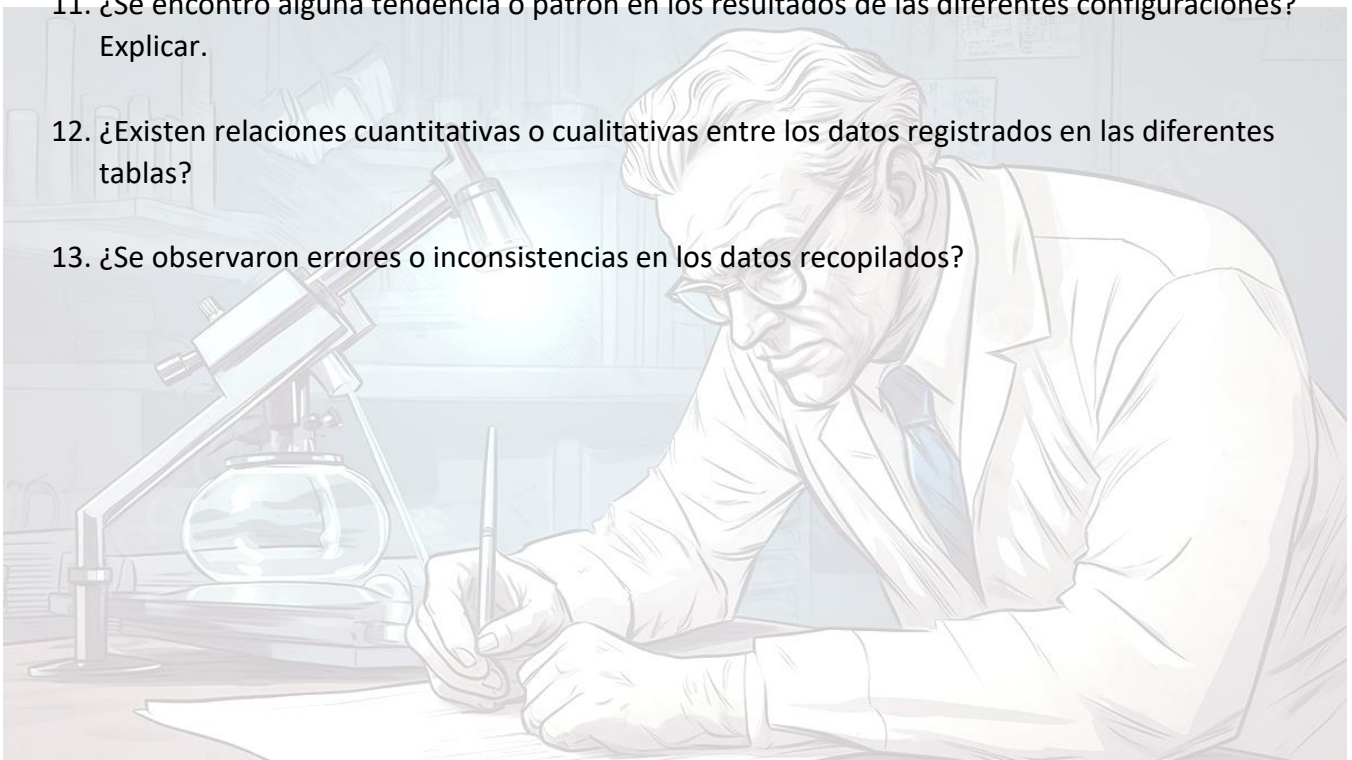 11. ¿Se encontró alguna tendencia o patrón en los resultados de las diferentes configuraciones?
Explicar.
12. ¿Existen relaciones cuantitativas o cualitativas entre los datos registrados en las diferentes
tablas?
13. ¿Se observaron errores o inconsistencias en los datos recopilados?